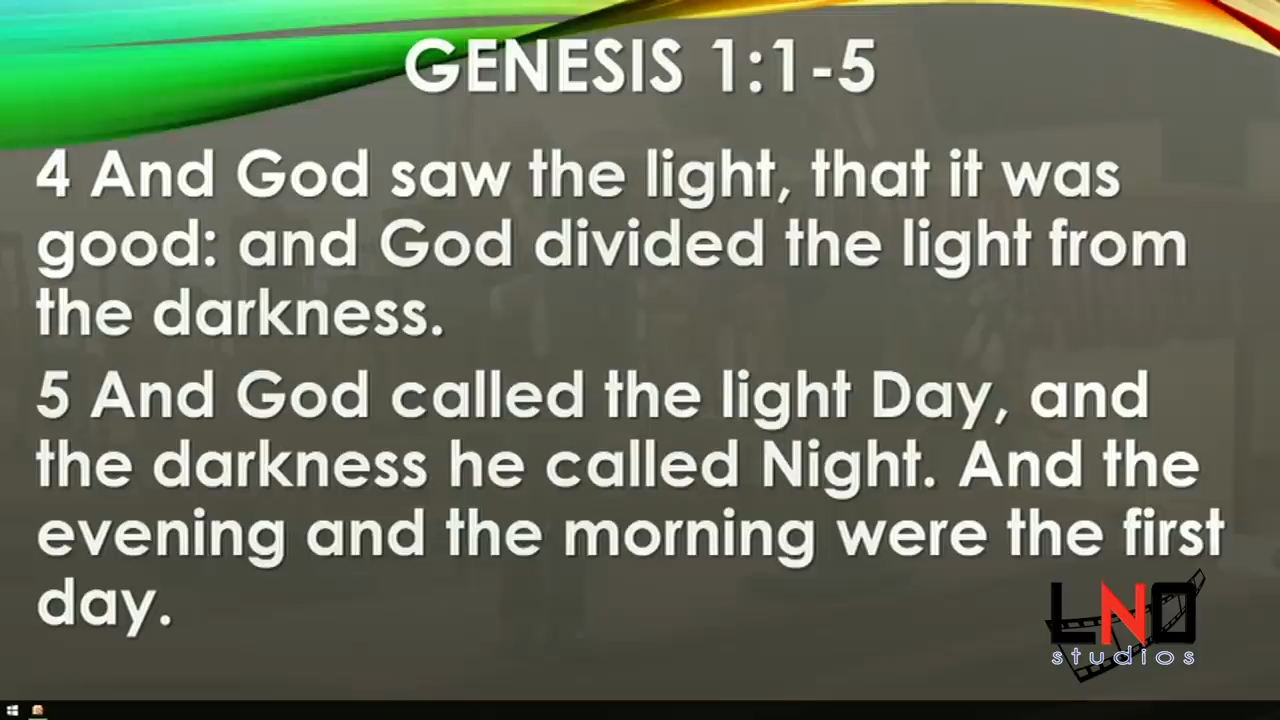 GENESIS 1:1-5
4 And God saw the light, that it was
good: and God divided the light from
the darkness.
5 And God called the light Day, and
the darkness he called Night. And the
evening and the morning were the first
day.
LNO
studios